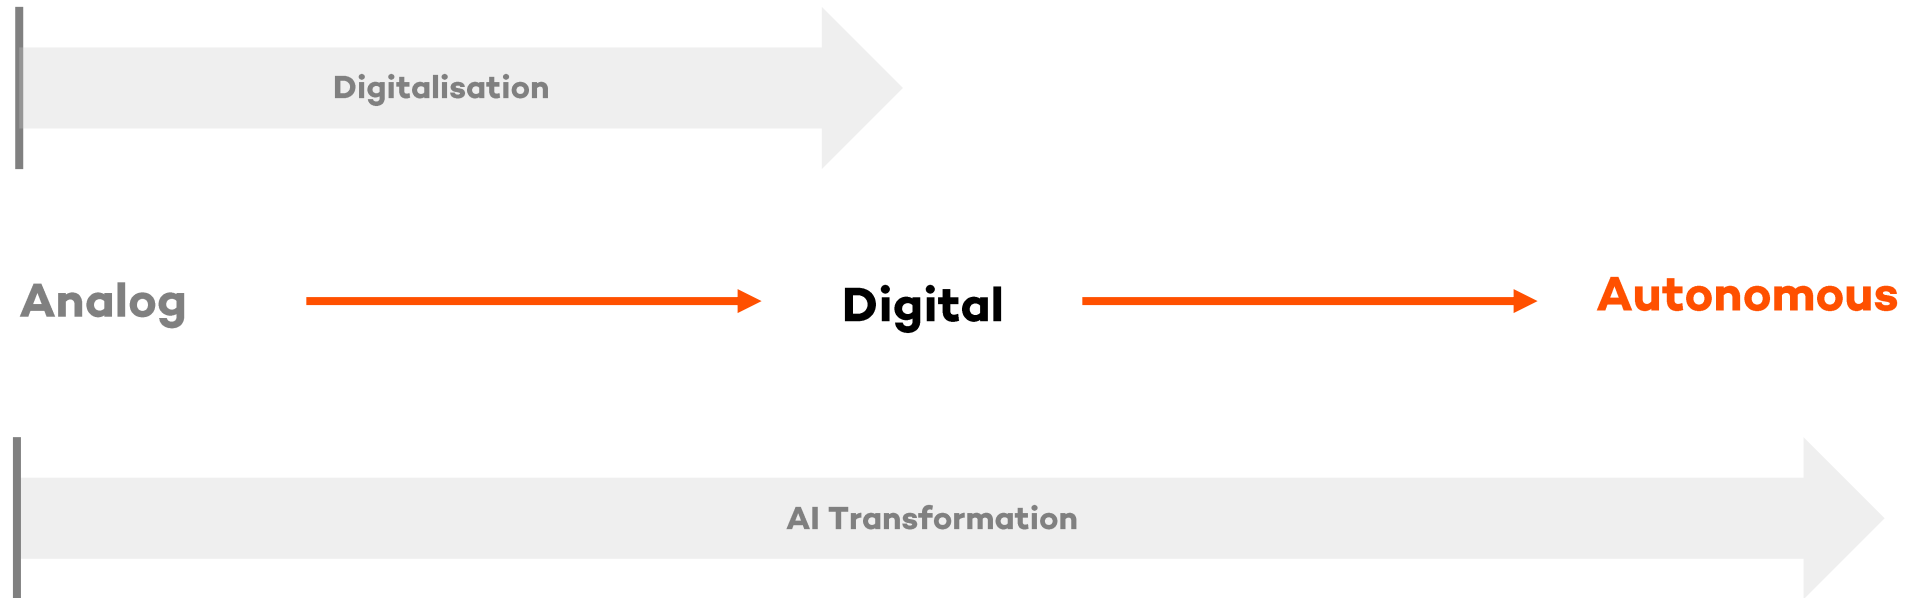 Digitalisation
Analog
Digital
Autonomous
AI Transformation